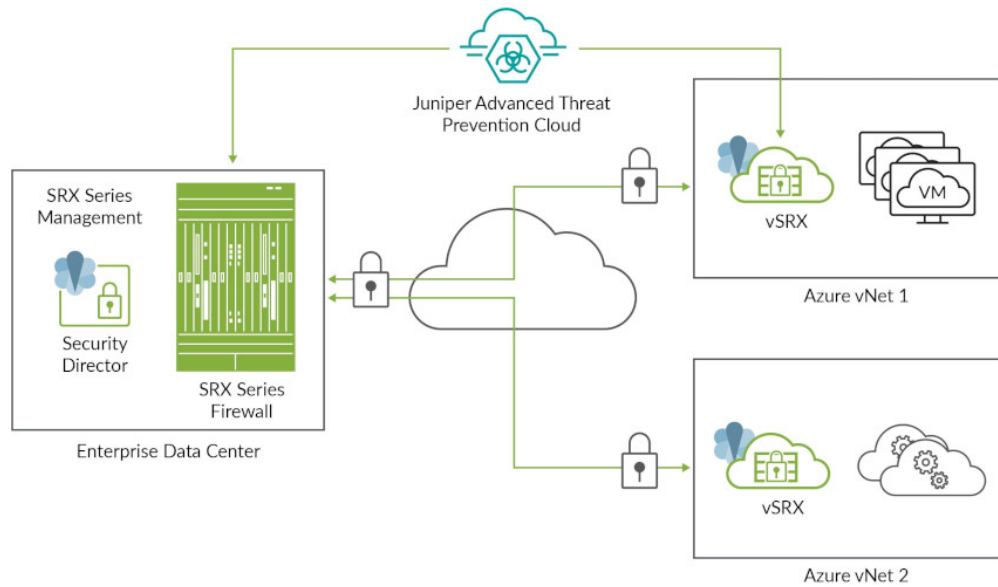 Juniper Advanced Threat
Prevention Cloud
SRX Series
Management
Security
Director
SRX Series
Firewall
Enterprise Data Center
vSRX
VM
Azure vNet 1
vSRX
Azure vNet 2